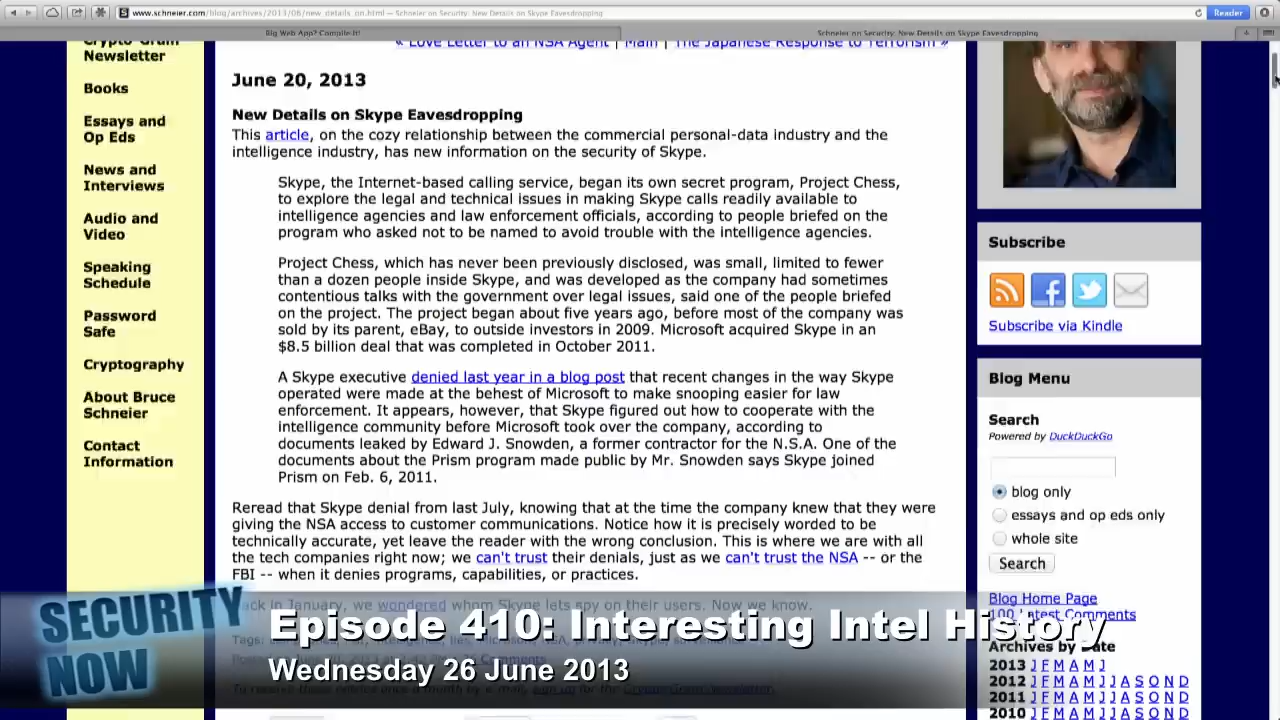 www.schneier.com/blog/archives/2013/06/new_details_on.html — Schneier on Security: New Details on Skype Eavesdropping
Reader
Big Web App? Compile It!
Schneier on Security: New Details on Skype Eavesdropping
Crypto-Gram
Newsletter
Books
Essays and
Op Eds
News and
Interviews
Audio and
Video
Speaking
Schedule
Password
Safe
Cryptography
About Bruce
Schneier
Contact
Information
« Love Letter to an NSA Agent | Main | The Japanese Response to Terrorism »
June 20, 2013
New Details on Skype Eavesdropping
This article, on the cozy relationship between the commercial personal-data industry and the
intelligence industry, has new information on the security of Skype.
Skype, the Internet-based calling service, began its own secret program, Project Chess,
to explore the legal and technical issues in making Skype calls readily available to
intelligence agencies and law enforcement officials, according to people briefed on the
program who asked not to be named to avoid trouble with the intelligence agencies.
Project Chess, which has never been previously disclosed, was small, limited to fewer
than a dozen people inside Skype, and was developed as the company had sometimes
contentious talks with the government over legal issues, said one of the people briefed
on the project. The project began about five years ago, before most of the company was
sold by its parent, eBay, to outside investors in 2009. Microsoft acquired Skype in an
$8.5 billion deal that was completed in October 2011.
A Skype executive denied last year in a blog post that recent changes in the way Skype
operated were made at the behest of Microsoft to make snooping easier for law
enforcement. It appears, however, that Skype figured out how to cooperate with the
intelligence community before Microsoft took over the company, according to
documents leaked by Edward J. Snowden, a former contractor for the N.S.A. One of the
documents about the Prism program made public by Mr. Snowden says Skype joined
Prism on Feb. 6, 2011.
Reread that Skype denial from last July, knowing that at the time the company knew that they were
giving the NSA access to customer communications. Notice how it is precisely worded to be
technically accurate, yet leave the reader with the wrong conclusion. This is where we are with all
the tech companies right now; we can't trust their denials, just as we can't trust the NSA -- or the
FBI -- when it denies programs, capabilities, or practices.
Back in January, we wondered whom Skype lets spy on their users. Now we know.
Subscribe
Subscribe via Kindle
Blog Menu
Search
Powered by DuckDuckGo
blog only
essays and op eds only
whole site
Search
Blog Home Page
100 Latest Comments
Archives by Date
2013 J F M A M J
2012 J F M A M J J A S O N D
2011 J F M A M J J A S O N D
2010 J F M A M J J A S O N D
SECURITY
NOW
Episode 410: Interesting Intel History
Wednesday 26 June 2013